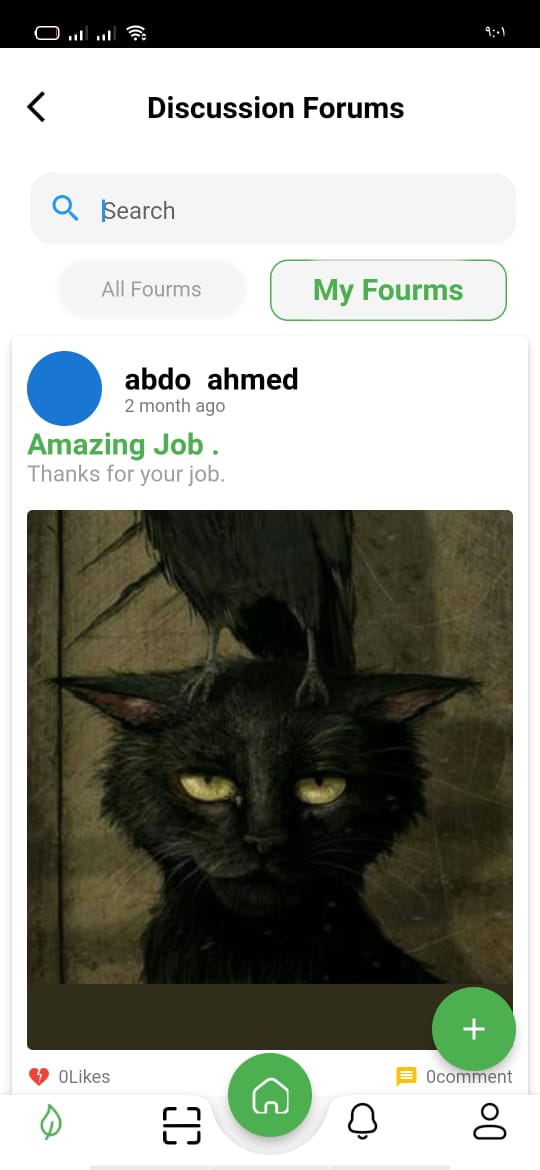 ٩:٠١
Discussion Forums
Search
All Fourms
My Fourms
abdo ahmed
2 month ago
Amazing Job .
Thanks for your job.
0Likes
0comment